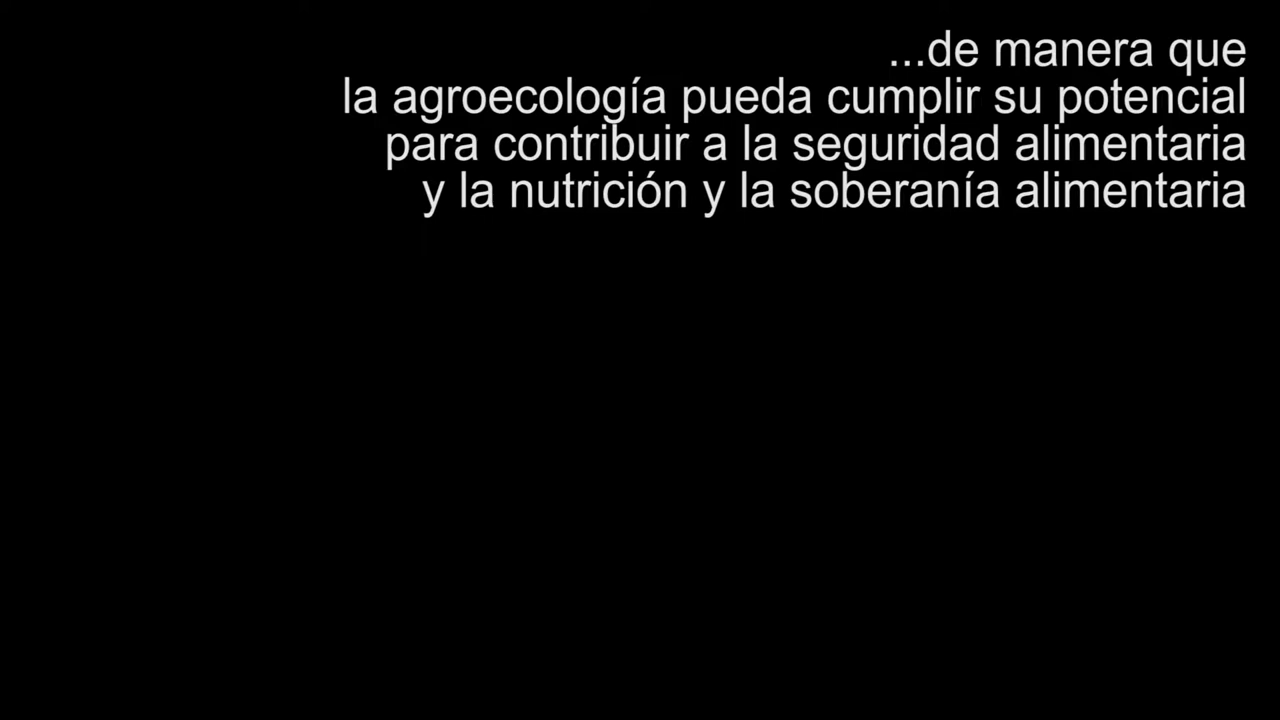 ...de manera que
la agroecología pueda cumplir su potencial
para contribuir a la seguridad alimentaria
y la nutrición y la soberanía alimentaria